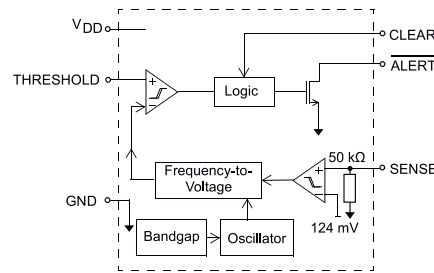 VDD
CLEAR
THRESHOLD
ALERT
+
−
Logic
50 kΩ
Frequency-to-
Voltage
+
−
SENSE
GND
124 mV
Bandgap
Oscillator